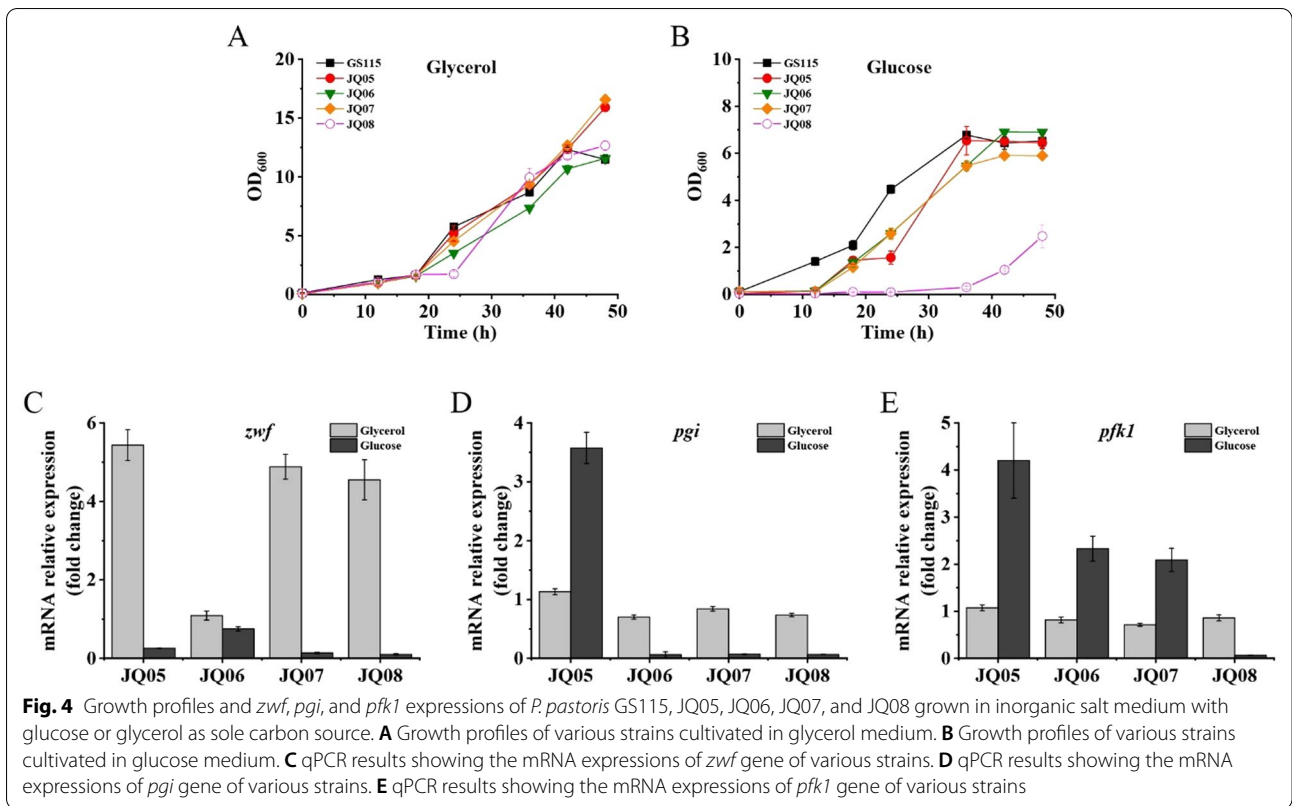 A
Glycerol
GS115
JQ05
JQ06
JQ07
JQ08
OD600
20
15
10
5
0
0 10 20 30 40 50
Time (h)
B
Glucose
GS115
JQ05
JQ06
JQ07
JQ08
OD600
10
8
6
4
2
0
0 10 20 30 40 50
Time (h)
C
zwf
Glycerol
Glucose
mRNA relative expression
(fold change)
6
4
2
0
JQ05 JQ06 JQ07 JQ08
D
pgi
Glycerol
Glucose
mRNA relative expression
(fold change)
4
3
2
1
0
JQ05 JQ06 JQ07 JQ08
E
pfk1
Glycerol
Glucose
mRNA relative expression
(fold change)
5
4
3
2
1
0
JQ05 JQ06 JQ07 JQ08
Fig. 4 Growth profiles and zwf, pgi, and pfk1 expressions of P. pastoris GS115, JQ05, JQ06, JQ07, and JQ08 grown in inorganic salt medium with
glucose or glycerol as sole carbon source. A Growth profiles of various strains cultivated in glycerol medium. B Growth profiles of various strains
cultivated in glucose medium. C qPCR results showing the mRNA expressions of zwf gene of various strains. D qPCR results showing the mRNA
expressions of pgi gene of various strains. E qPCR results showing the mRNA expressions of pfk1 gene of various strains